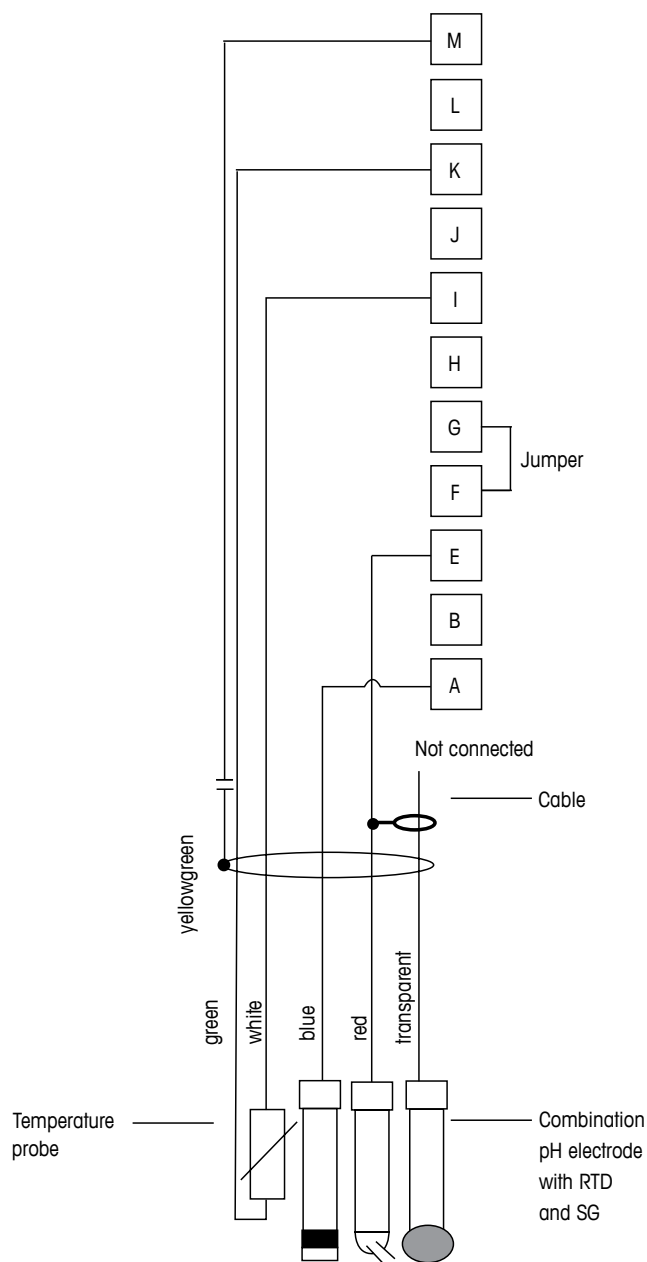 M
L
K
J
I
H
G
Jumper
F
E
B
A
Not connected
Cable
yellowgreen
green
white
blue
red
transparent
Temperature
probe
Combination
pH electrode
with RTD
and SG